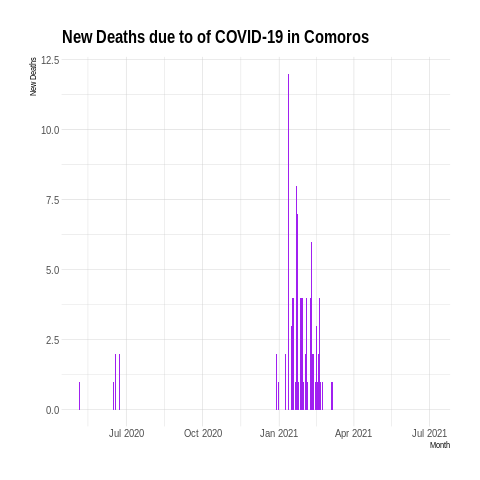 New Deaths due to of COVID-19 in Comoros
New Deaths
12.5
10.0
7.5
5.0
2.5
0.0
Jul 2020 Oct 2020 Jan 2021 Apr 2021 Jul 2021
Month